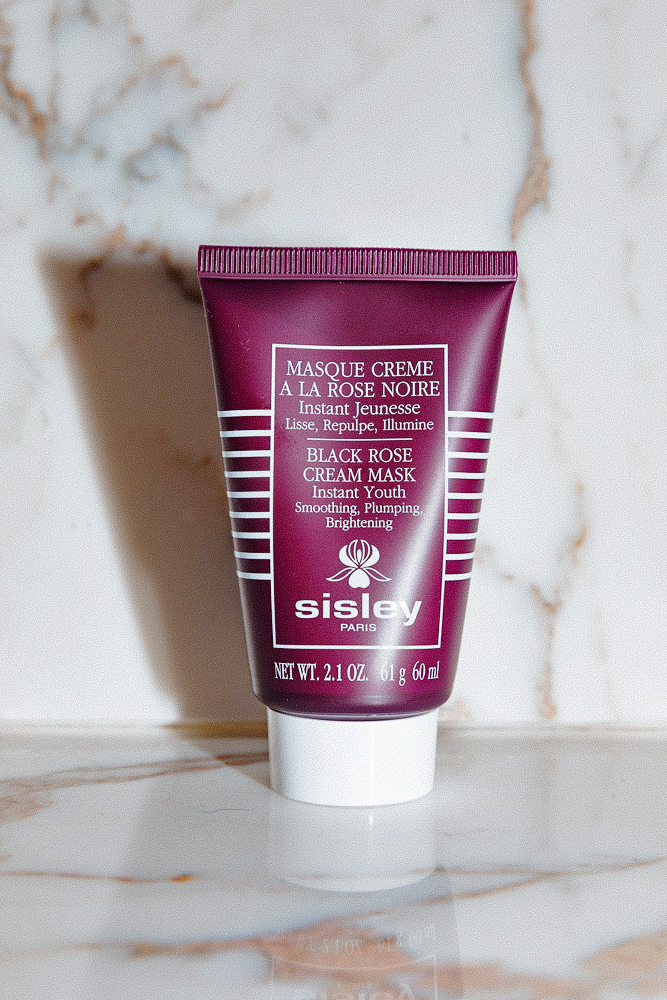 MASQUE CREME
A LA ROSE NOIRE
Instant Jeunesse
Lisse, Repulpe, Illumine
BLACK ROSE
CREAM MASK
Instant Youth
Smoothing, Plumping,
Brightening
sisley
PARIS
NET WT. 2.1 OZ. 61 g 60 ml